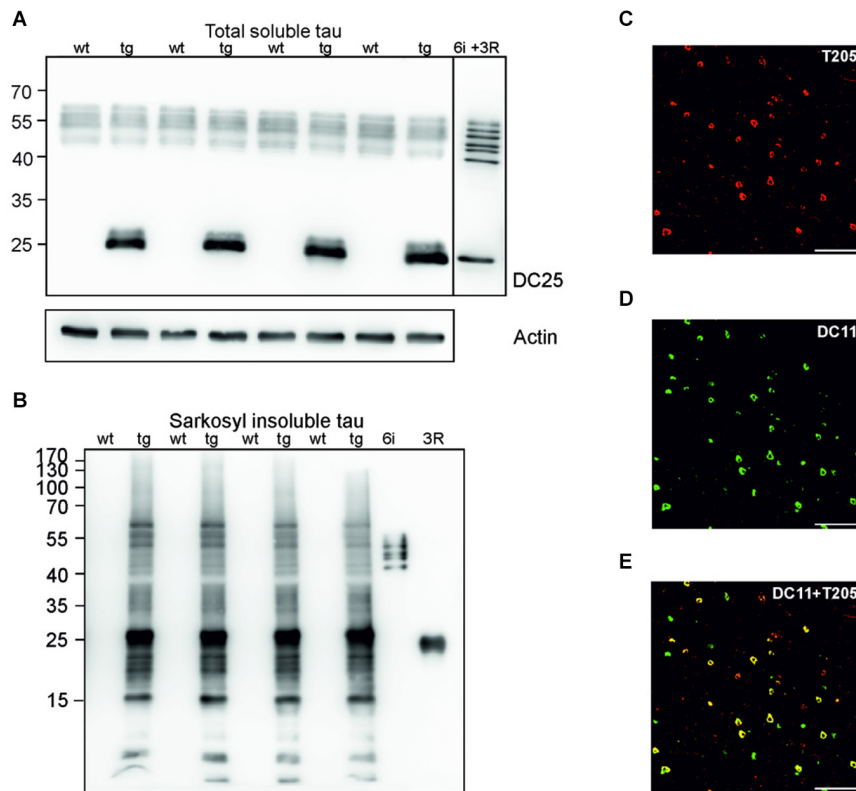 A
Total soluble tau
wt tg wt tg wt tg wt tg 6i +3R
70
55
40
35
25
DC25
Actin
B
Sarkosyl insoluble tau
wt tg wt tg wt tg wt tg 6i 3R
170
130
100
70
55
40
35
25
15
C
T205
D
DC11
E
DC11+T205